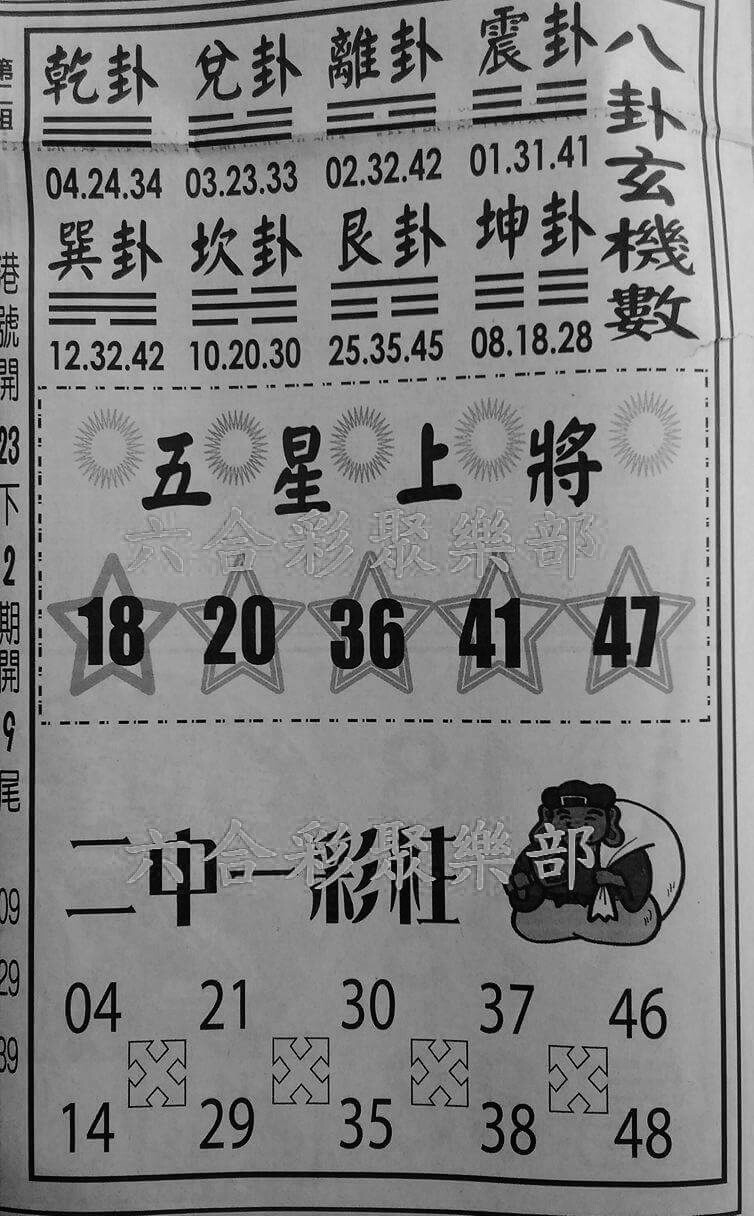 八卦玄機數
乾卦 兌卦 離卦 震卦
04.24.34 03.23.33 02.32.42 01.31.41
巽卦 坎卦 艮卦 坤卦
12.32.42 10.20.30 25.35.45 08.18.28
五星上將
六合彩聚樂部
18 20 36 41 47
二中一彩社
六合彩聚樂部
04 21 30 37 46
14 29 35 38 48
港號開23下2期開9尾
09
29
39